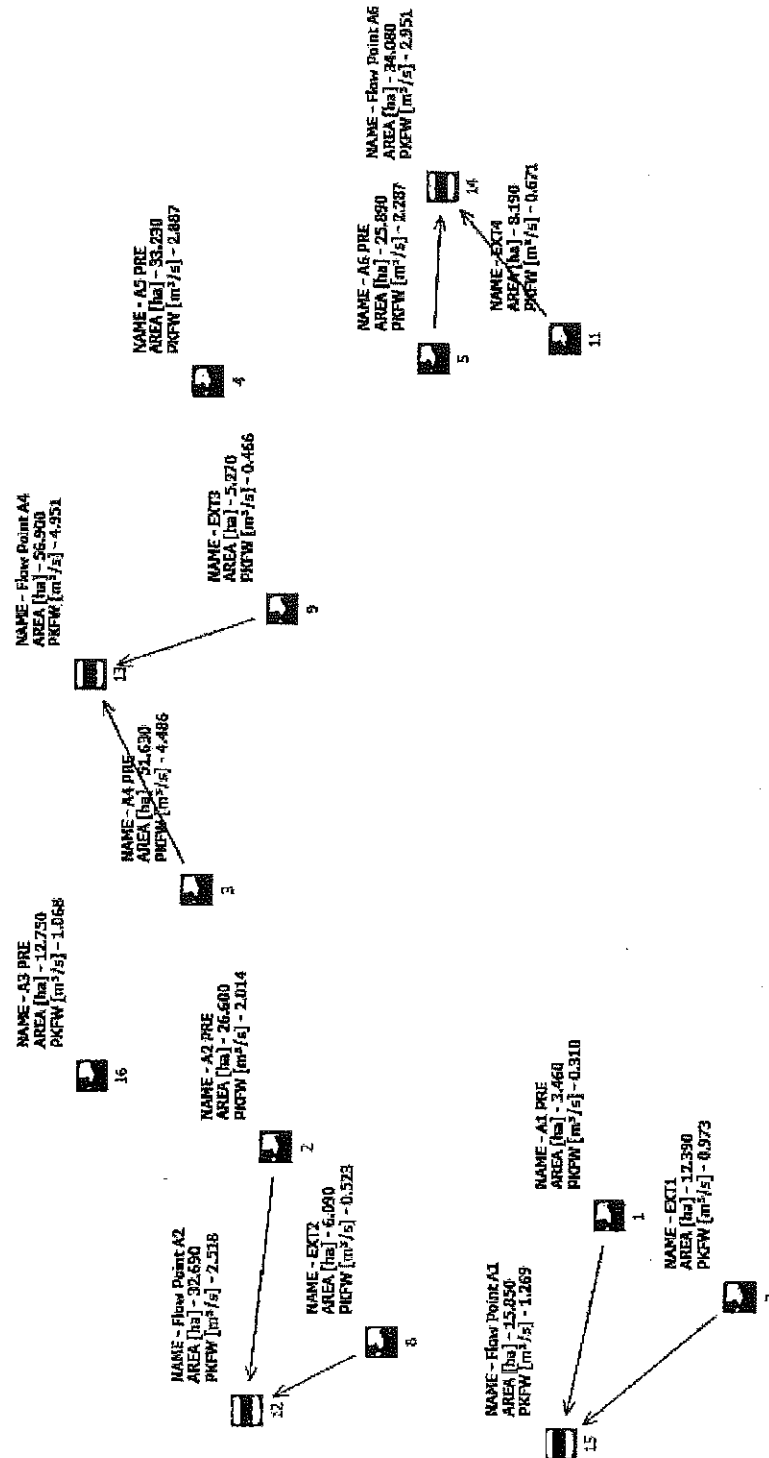 NAME - Flow Point A2
AREA [ha] - 32.690
PKFW [m³/s] - 2.518
12
NAME - EXT2
AREA [ha] - 6.090
PKFW [m³/s] - 0.523
8
NAME - A2 PRE
AREA [ha] - 26.600
PKFW [m³/s] - 2.014
2
NAME - A3 PRE
AREA [ha] - 12.750
PKFW [m³/s] - 1.068
16
NAME - A4 PRE
AREA [ha] - 51.630
PKFW [m³/s] - 4.486
3
NAME - Flow Point A4
AREA [ha] - 56.900
PKFW [m³/s] - 4.951
13
NAME - EXT3
AREA [ha] - 5.270
PKFW [m³/s] - 0.466
9
NAME - A5 PRE
AREA [ha] - 33.230
PKFW [m³/s] - 2.887
4
NAME - A6 PRE
AREA [ha] - 25.890
PKFW [m³/s] - 2.287
5
NAME - Flow Point A6
AREA [ha] - 34.080
PKFW [m³/s] - 2.951
14
NAME - EXT4
AREA [ha] - 8.190
PKFW [m³/s] - 0.671
11
NAME - Flow Point A1
AREA [ha] - 15.850
PKFW [m³/s] - 1.269
15
NAME - A1 PRE
AREA [ha] - 3.460
PKFW [m³/s] - 0.310
1
NAME - EXT1
AREA [ha] - 12.390
PKFW [m³/s] - 0.973